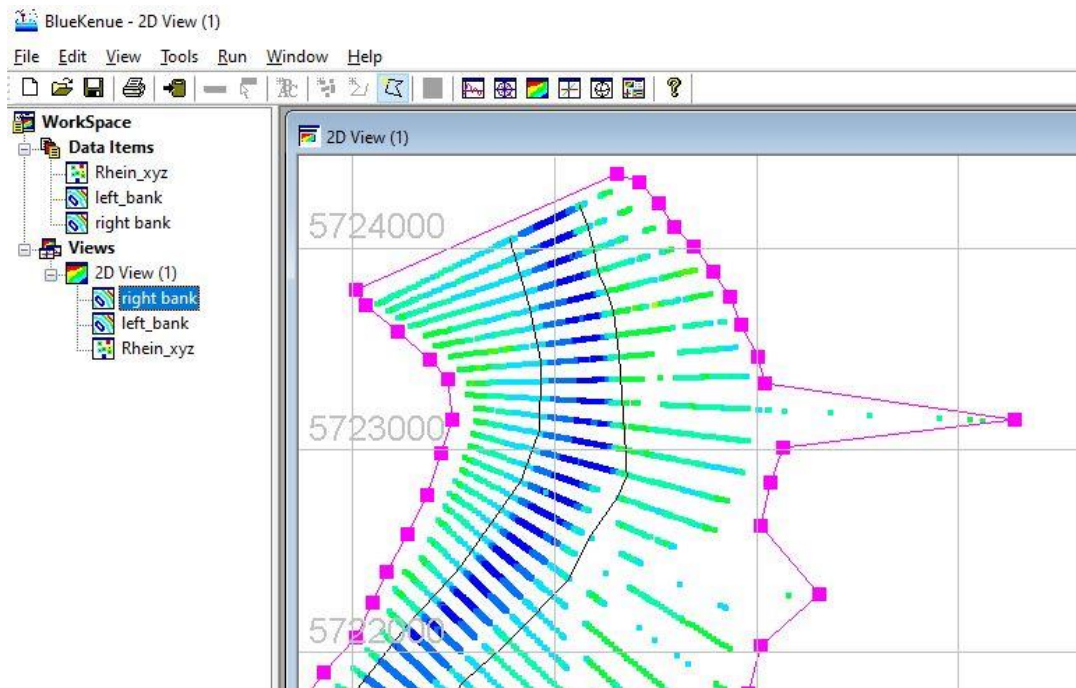 BlueKenue - 2D View (1)
File Edit View Tools Run Window Help
WorkSpace
Data Items
Rhein_xyz
left_bank
right bank
Views
2D View (1)
right bank
left_bank
Rhein_xyz
2D View (1)
5724000
5723000
5722000